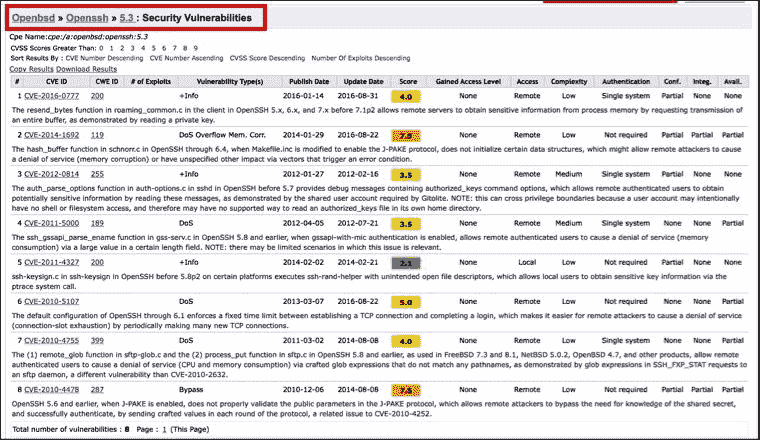 Openbsd » Openssh » 5.3 : Security Vulnerabilities
Cpe Name:cpe:/a:openbsd:openssh:5.3
CVSS Scores Greater Than: 0 1 2 3 4 5 6 7 8 9
Sort Results By : CVE Number Descending CVE Number Ascending CVSS Score Descending Number Of Exploits Descending
Copy Results Download Results
# CVE ID CWE ID # of Exploits Vulnerability Type(s) Publish Date Update Date Score Gained Access Level Access Complexity Authentication Conf. Integ. Avail.
1 CVE-2016-0777 200 +Info 2016-01-14 2016-08-31 4.0 None Remote Low Single system Partial None None
The resend_bytes function in roaming_common.c in the client in OpenSSH 5.x, 6.x, and 7.x before 7.1p2 allows remote servers to obtain sensitive information from process memory by requesting transmission of
an entire buffer, as demonstrated by reading a private key.
2 CVE-2014-1692 119 DoS Overflow Mem. Corr. 2014-01-29 2016-08-22 7.5 None Remote Low Not required Partial Partial Partial
The hash_buffer function in schnorr.c in OpenSSH through 6.4, when Makefile.inc is modified to enable the J-PAKE protocol, does not initialize certain data structures, which might allow remote attackers to cause
a denial of service (memory corruption) or have unspecified other impact via vectors that trigger an error condition.
3 CVE-2012-0814 255 +Info 2012-01-27 2012-02-16 3.5 None Remote Medium Single system Partial None None
The auth_parse_options function in auth-options.c in sshd in OpenSSH before 5.7 provides debug messages containing authorized_keys command options, which allows remote authenticated users to obtain
potentially sensitive information by reading these messages, as demonstrated by the shared user account required by Gitolite. NOTE: this can cross privilege boundaries because a user account may intentionally
have no shell or filesystem access, and therefore may have no supported way to read an authorized_keys file in its own home directory.
4 CVE-2011-5000 189 DoS 2012-04-05 2012-07-21 3.5 None Remote Medium Single system None None Partial
The ssh_gssapi_parse_ename function in gss-serv.c in OpenSSH 5.8 and earlier, when gssapi-with-mic authentication is enabled, allows remote authenticated users to cause a denial of service (memory
consumption) via a large value in a certain length field. NOTE: there may be limited scenarios in which this issue is relevant.
5 CVE-2011-4327 200 +Info 2014-02-02 2014-02-21 2.1 None Local Low Not required Partial None None
ssh-keysign.c in ssh-keysign in OpenSSH before 5.8p2 on certain platforms executes ssh-rand-helper with unintended open file descriptors, which allows local users to obtain sensitive key information via the
ptrace system call.
6 CVE-2010-5107 DoS 2013-03-07 2016-08-22 5.0 None Remote Low Not required None None Partial
The default configuration of OpenSSH through 6.1 enforces a fixed time limit between establishing a TCP connection and completing a login, which makes it easier for remote attackers to cause a denial of service
(connection-slot exhaustion) by periodically making many new TCP connections.
7 CVE-2010-4755 399 DoS 2011-03-02 2014-08-08 4.0 None Remote Low Single system None None Partial
The (1) remote_glob function in sftp-glob.c and the (2) process_put function in sftp.c in OpenSSH 5.8 and earlier, as used in FreeBSD 7.3 and 8.1, NetBSD 5.0.2, OpenBSD 4.7, and other products, allow remote
authenticated users to cause a denial of service (CPU and memory consumption) via crafted glob expressions that do not match any pathnames, as demonstrated by glob expressions in SSH_FXP_STAT requests to
an sftp daemon, a different vulnerability than CVE-2010-2632.
8 CVE-2010-4478 287 Bypass 2010-12-06 2014-08-08 7.5 None Remote Low Not required Partial Partial Partial
OpenSSH 5.6 and earlier, when J-PAKE is enabled, does not properly validate the public parameters in the J-PAKE protocol, which allows remote attackers to bypass the need for knowledge of the shared secret,
and successfully authenticate, by sending crafted values in each round of the protocol, a related issue to CVE-2010-4252.
Total number of vulnerabilities : 8 Page : 1 (This Page)